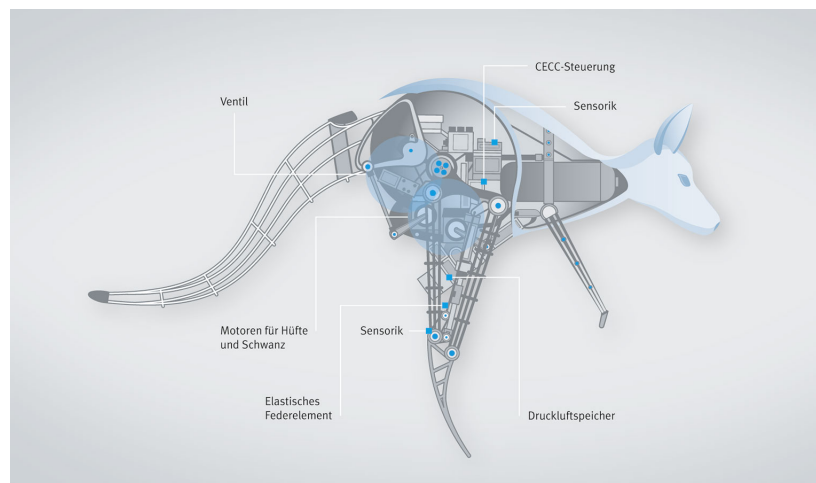 CECC-Steuerung
Ventil
Sensorik
Motoren für Hüfte
und Schwanz
Sensorik
Elastisches
Federelement
Druckluftspeicher